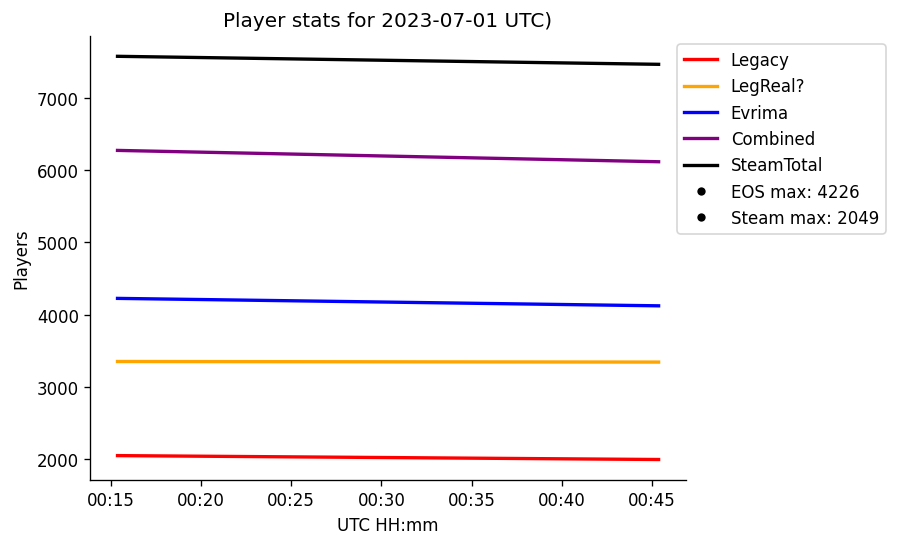 Player stats for 2023-07-01 UTC)
Players
7000
6000
5000
4000
3000
2000
00:15 00:20 00:25 00:30 00:35 00:40 00:45
UTC HH:mm
Legacy
LegReal?
Evrima
Combined
SteamTotal
EOS max: 4226
Steam max: 2049